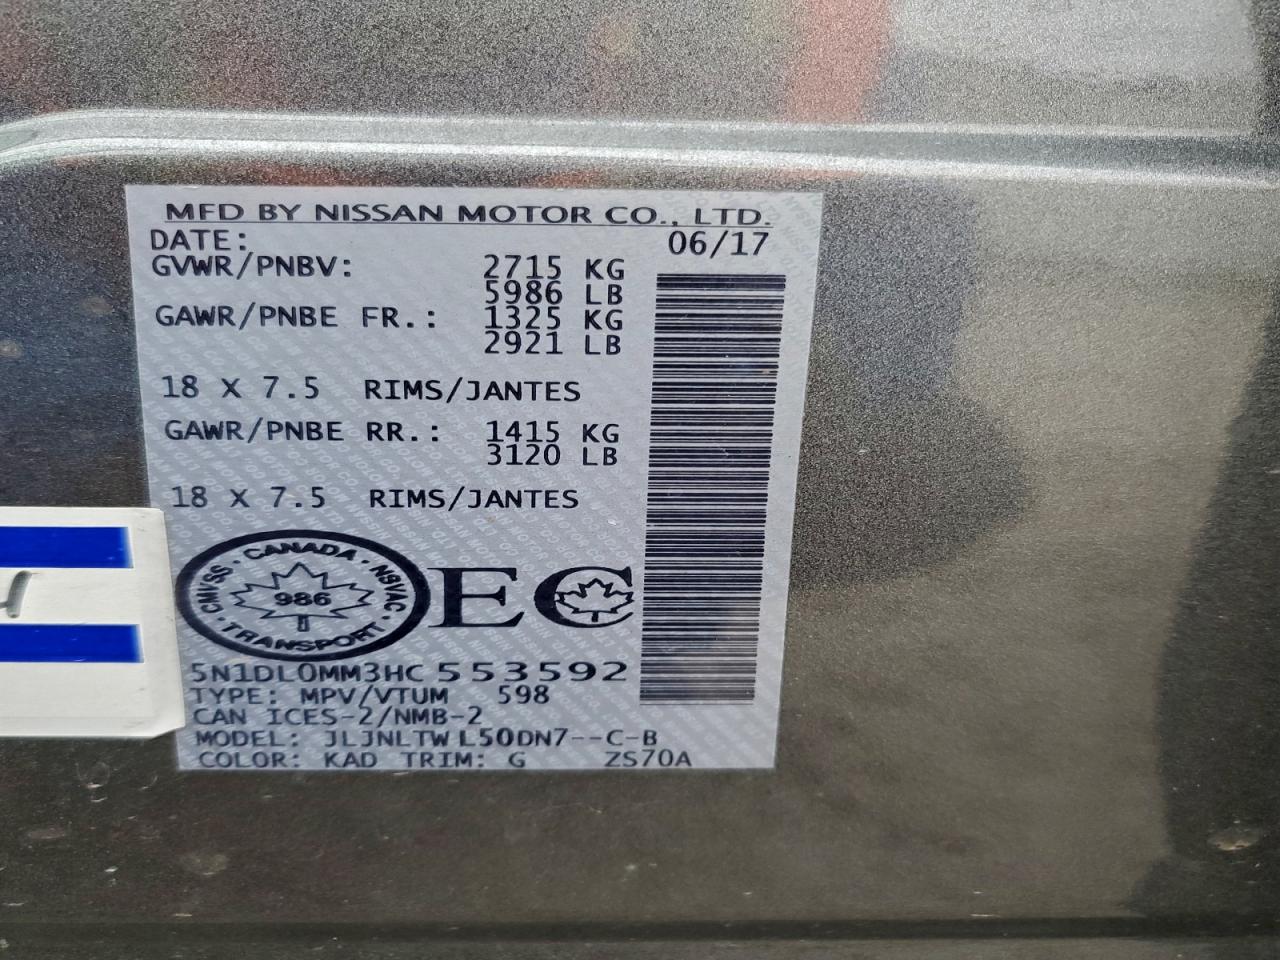 MFD BY NISSAN MOTOR CO., LTD.
DATE: 06/17
GVWR/PNBV: 2715 KG
5986 LB
GAWR/PNBE FR.: 1325 KG
2921 LB
18 X 7.5 RIMS/JANTES
GAWR/PNBE RR.: 1415 KG
3120 LB
18 X 7.5 RIMS/JANTES
CMVSS · CANADA · NSVAC
986
· TRANSPORT ·
EC
5N1DL0MM3HC553592
TYPE: MPV/VTUM 598
CAN ICES-2/NMB-2
MODEL: JLJNLTW L50DN7--C-B
COLOR: KAD TRIM: G ZS70A